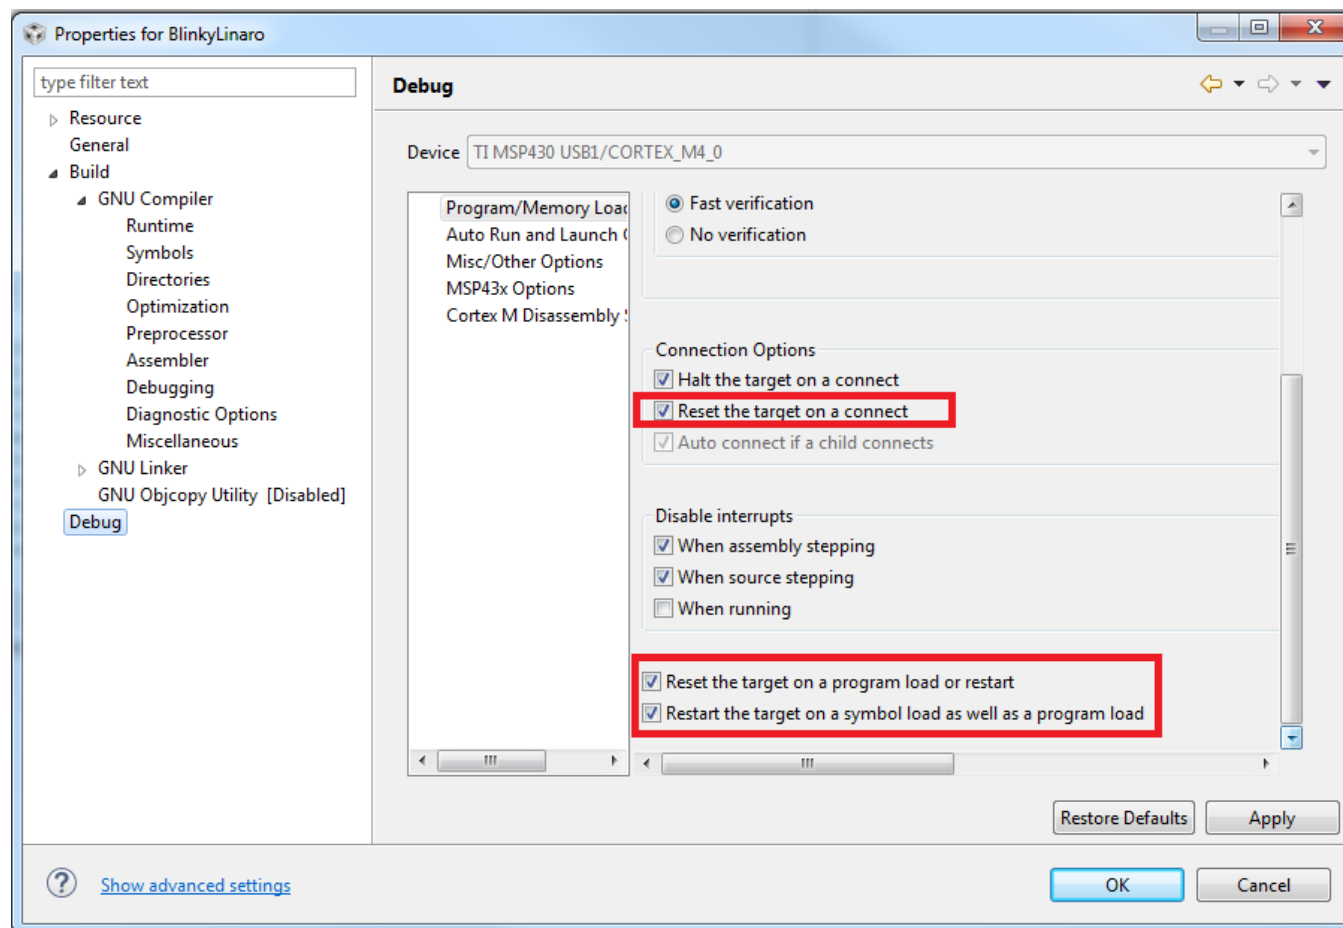 Properties for BlinkyLinaro
type filter text
Resource
General
Build
GNU Compiler
Runtime
Symbols
Directories
Optimization
Preprocessor
Assembler
Debugging
Diagnostic Options
Miscellaneous
GNU Linker
GNU Objcopy Utility [Disabled]
Debug
Debug
Device TI MSP430 USB1/CORTEX_M4_0
Program/Memory Load
Auto Run and Launch
Misc/Other Options
MSP43x Options
Cortex M Disassembly
Fast verification
No verification
Connection Options
Halt the target on a connect
Reset the target on a connect
Auto connect if a child connects
Disable interrupts
When assembly stepping
When source stepping
When running
Reset the target on a program load or restart
Restart the target on a symbol load as well as a program load
Restore Defaults Apply
? Show advanced settings
OK Cancel